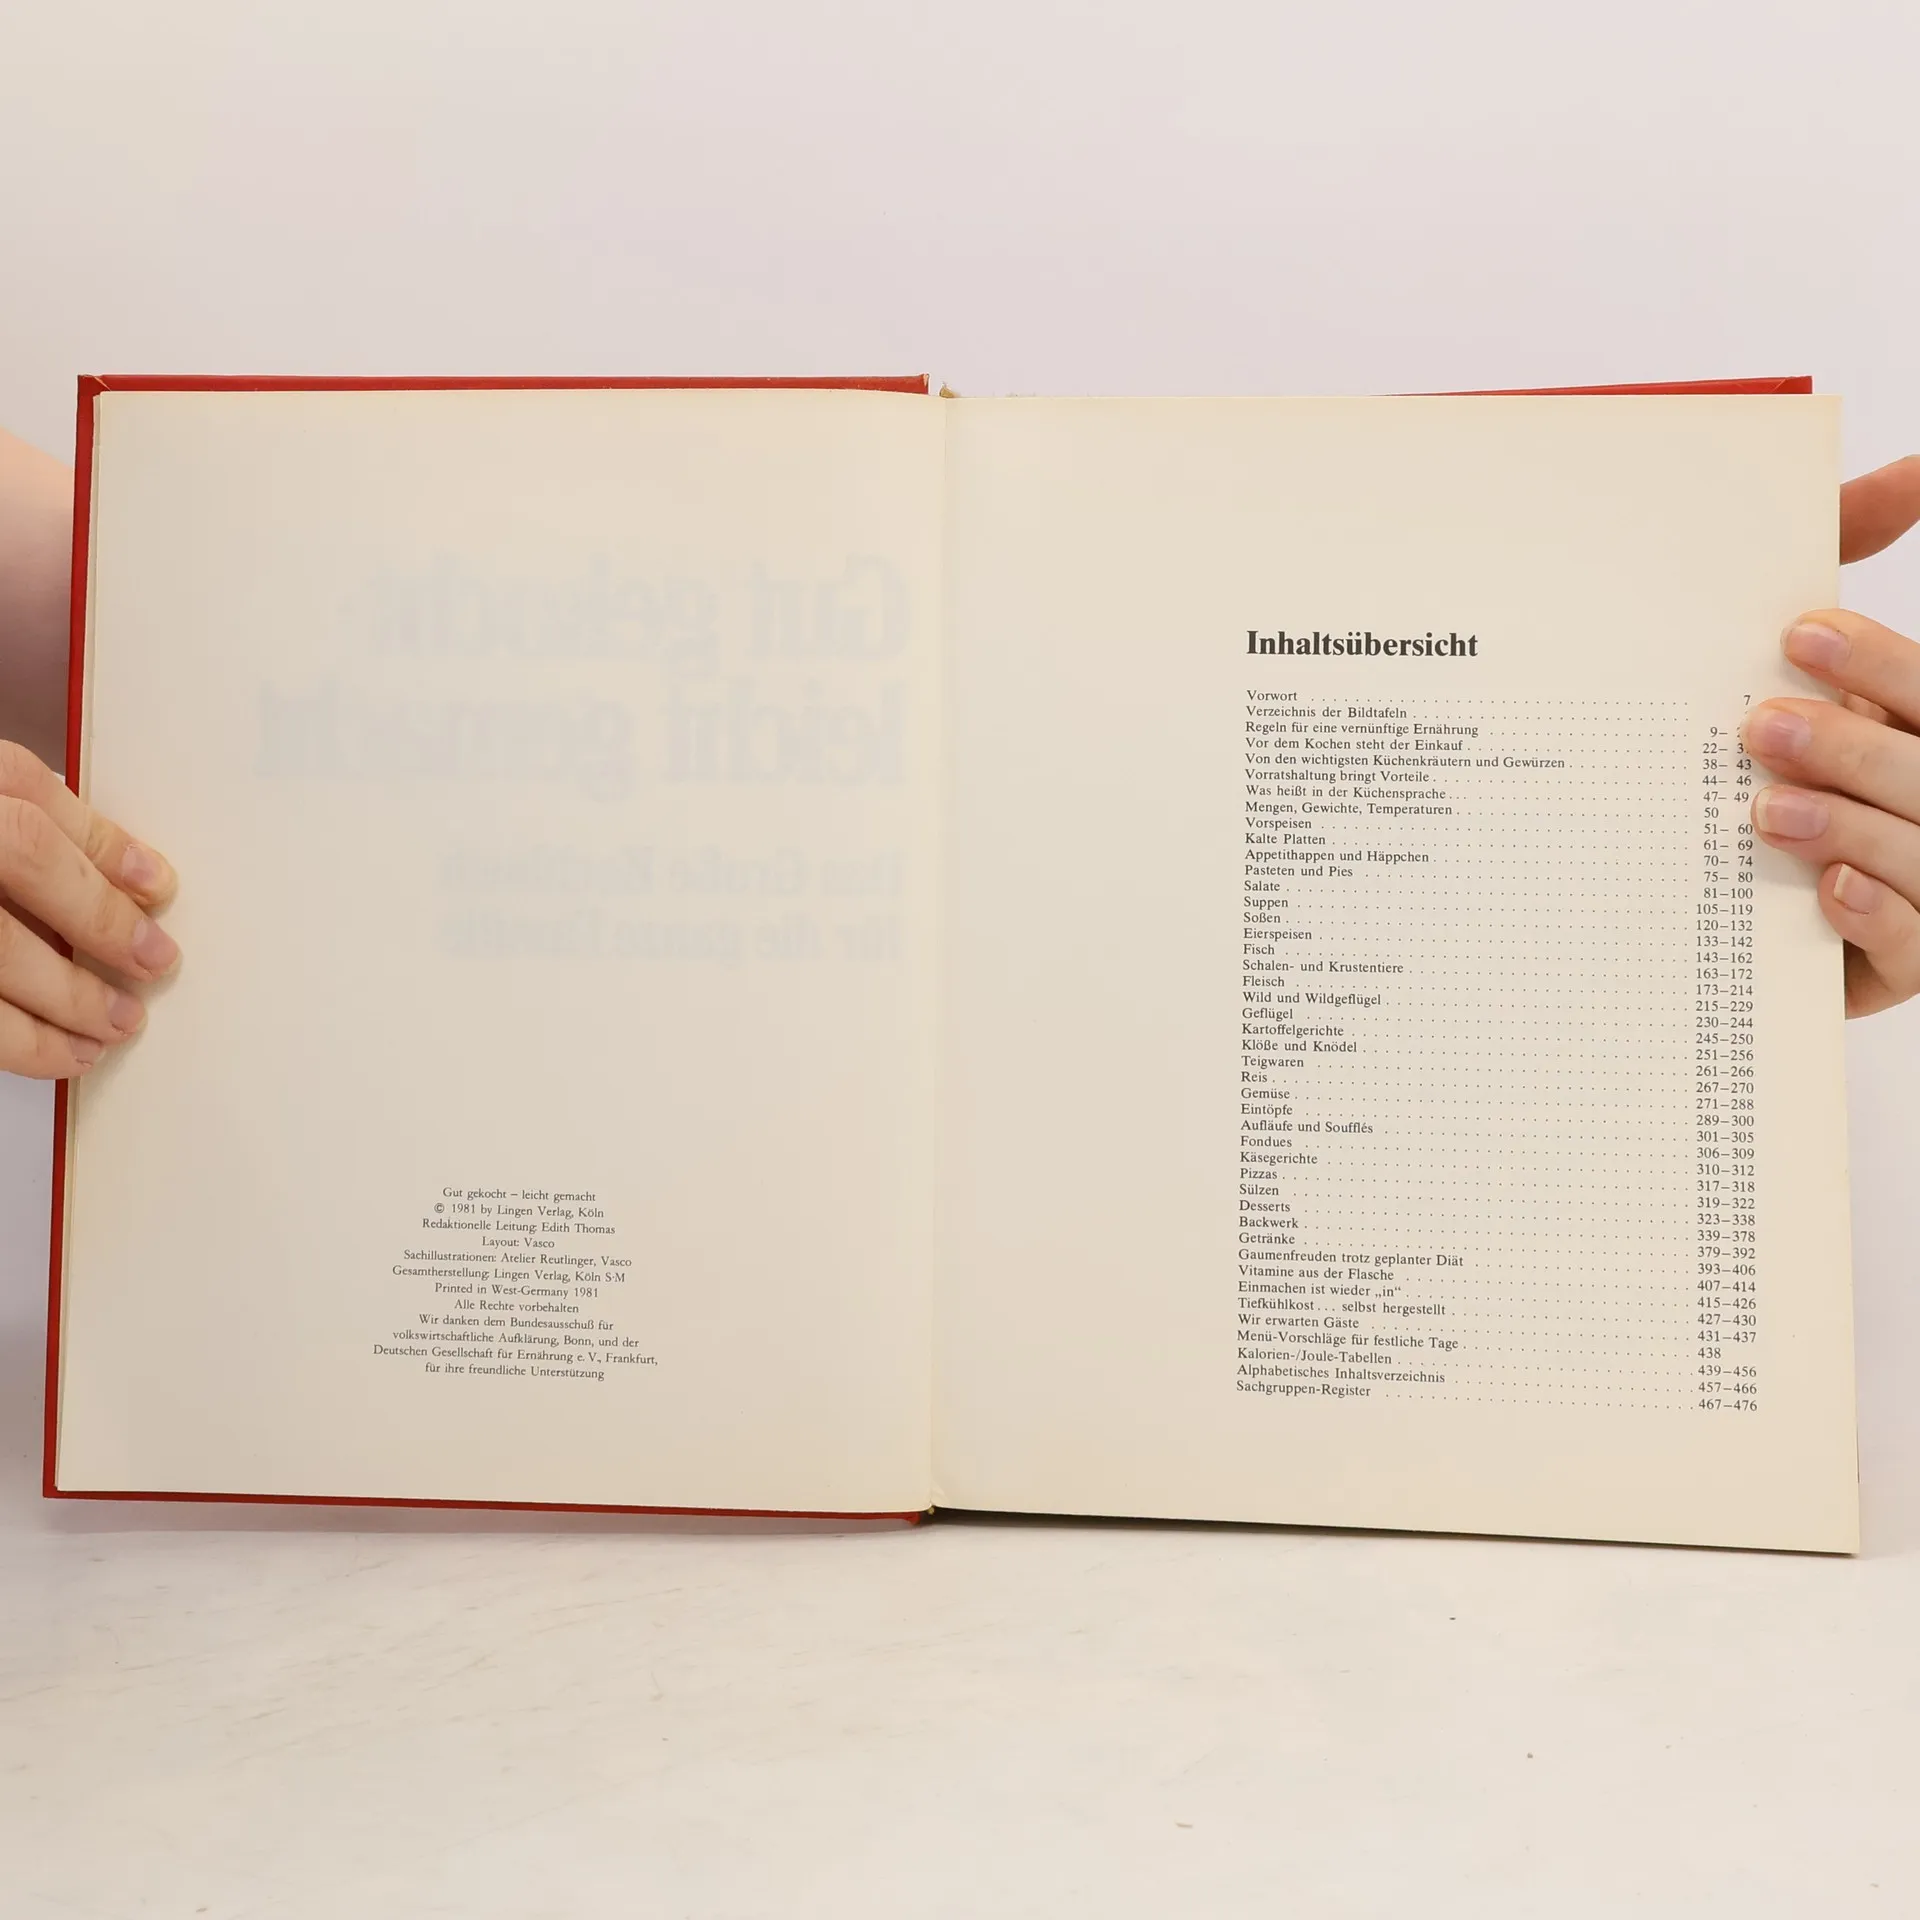 Gut gekocht – leicht gemacht
© 1981 by Lingen Verlag, Köln
Redaktionelle Leitung: Edith Thomas
Layout: Vasco
Sachillustrationen: Atelier Reutlinger, Vasco
Gesamtherstellung: Lingen Verlag, Köln S·M
Printed in West-Germany 1981
Alle Rechte vorbehalten
Wir danken dem Bundesausschuß für
volkswirtschaftliche Aufklärung, Bonn, und der
Deutschen Gesellschaft für Ernährung e. V., Frankfurt,
für ihre freundliche Unterstützung
Inhaltsübersicht
Vorwort 7
Verzeichnis der Bildtafeln
Regeln für eine vernünftige Ernährung 9–
Vor dem Kochen steht der Einkauf 22–
Von den wichtigsten Küchenkräutern und Gewürzen 38– 43
Vorratshaltung bringt Vorteile 44– 46
Was heißt in der Küchensprache... 47– 49
Mengen, Gewichte, Temperaturen 50
Vorspeisen 51– 60
Kalte Platten 61– 69
Appetithappen und Häppchen 70– 74
Pasteten und Pies 75– 80
Salate 81–100
Suppen 105–119
Soßen 120–132
Eierspeisen 133–142
Fisch 143–162
Schalen- und Krustentiere 163–172
Fleisch 173–214
Wild und Wildgeflügel 215–229
Geflügel 230–244
Kartoffelgerichte 245–250
Klöße und Knödel 251–256
Teigwaren 261–266
Reis 267–270
Gemüse 271–288
Eintöpfe 289–300
Aufläufe und Soufflés 301–305
Fondues 306–309
Käsegerichte 310–312
Pizzas 317–318
Sülzen 319–322
Desserts 323–338
Backwerk 339–378
Getränke 379–392
Gaumenfreuden trotz geplanter Diät 393–406
Vitamine aus der Flasche 407–414
Einmachen ist wieder „in“ 415–426
Tiefkühlkost... selbst hergestellt 427–430
Wir erwarten Gäste 431–437
Menü-Vorschläge für festliche Tage 438
Kalorien-/Joule-Tabellen 439–456
Alphabetisches Inhaltsverzeichnis 457–466
Sachgruppen-Register 467–476